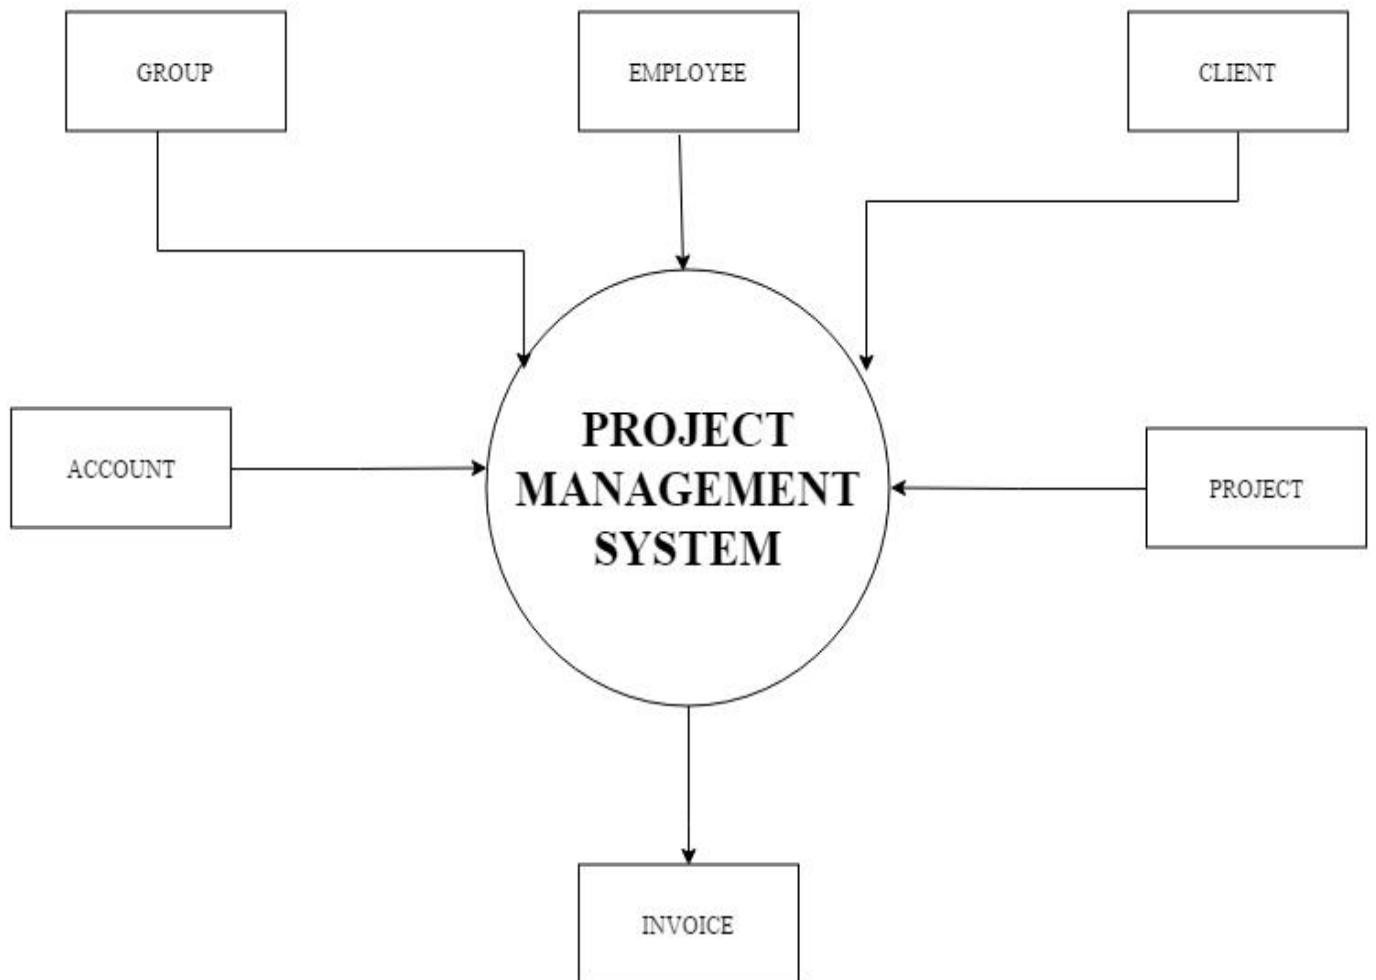 GROUP
EMPLOYEE
CLIENT
ACCOUNT
PROJECT
MANAGEMENT
SYSTEM
PROJECT
INVOICE